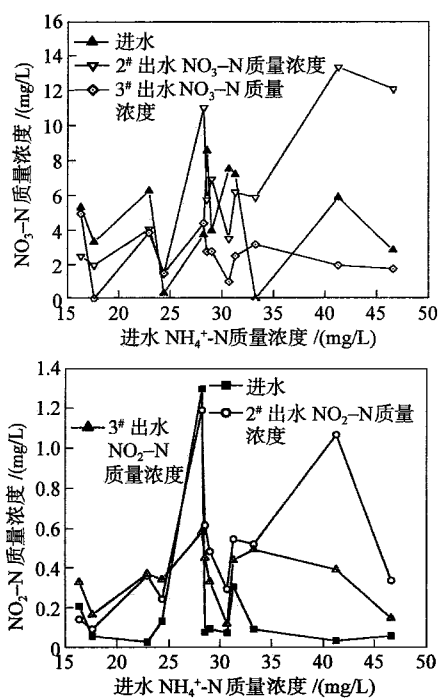 16
14
12
10
8
6
4
2
0
NO₃–N 质量浓度 /(mg/L)
进水
2# 出水 NO₃–N 质量浓度
3# 出水 NO₃–N 质量
浓度
15 20 25 30 35 40 45 50
进水 NH₄⁺-N质量浓度 /(mg/L)
1.4
1.2
1.0
0.8
0.6
0.4
0.2
0
NO₂–N 质量浓度 /(mg/L)
进水
2# 出水 NO₂–N 质量
浓度
3# 出水
NO₂–N
质量浓度
15 20 25 30 35 40 45 50
进水 NH₄⁺-N质量浓度 /(mg/L)